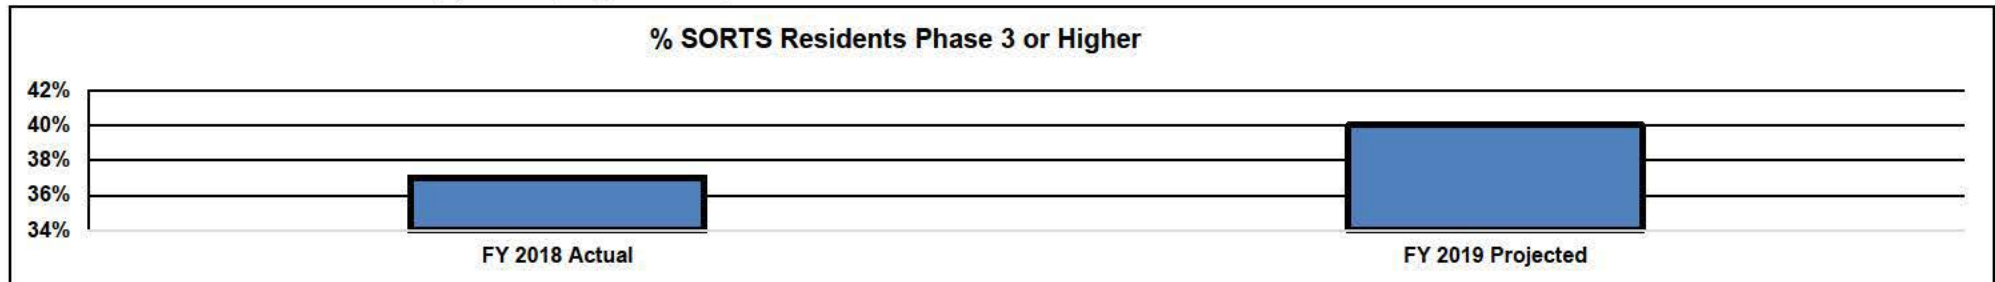 % SORTS Residents Phase 3 or Higher
42%
40%
38%
36%
34%
FY 2018 Actual
FY 2019 Projected